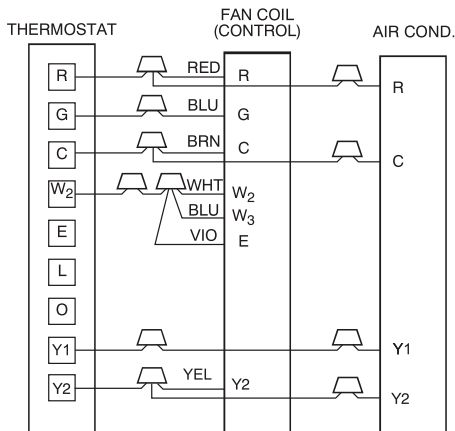 THERMOSTAT
FAN COIL
(CONTROL)
AIR COND.
R
RED
R
R
G
BLU
G
C
BRN
C
C
W2
WHT
W2
BLU
W3
E
VIO
E
L
O
Y1
Y1
Y2
YEL
Y2
Y2